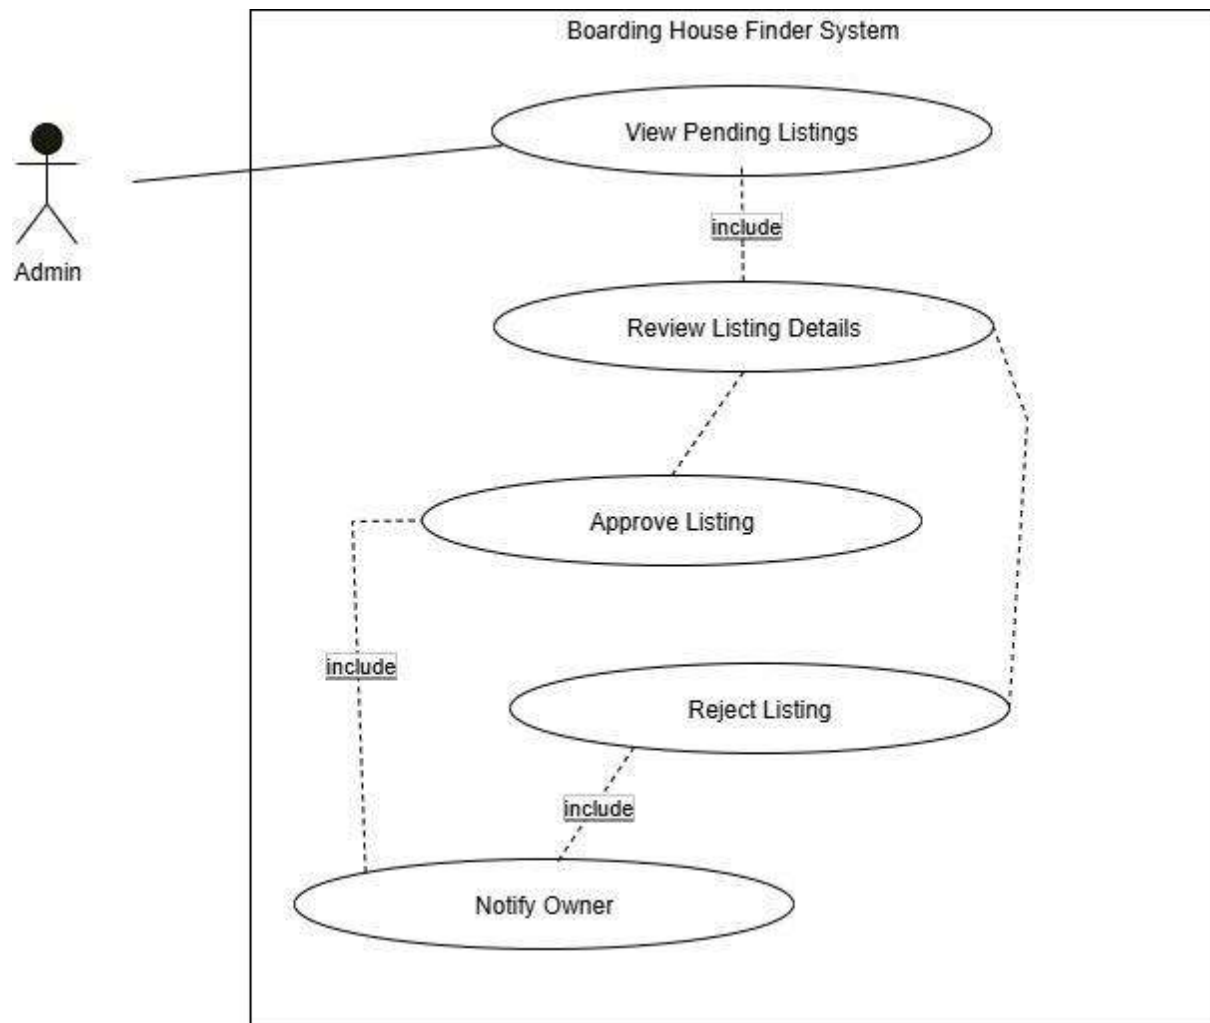 Boarding House Finder System
View Pending Listings
include
Admin
Review Listing Details
Approve Listing
include
Reject Listing
include
Notify Owner